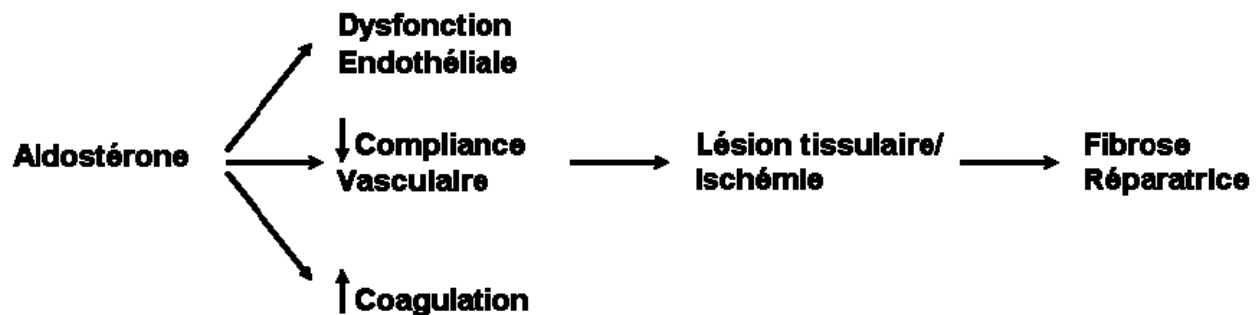 Dysfonction
Endothéliale
Aldostérone
↓ Compliance
Vasculaire
Lésion tissulaire/
Ischémie
Fibrose
Réparatrice
↑ Coagulation